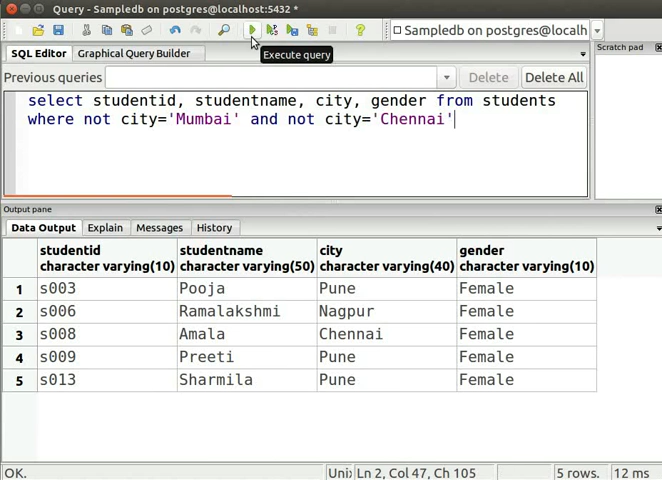 Query - Sampledb on postgres@localhost:5432 *
Sampledb on postgres@localh
Execute query
SQL Editor Graphical Query Builder
Scratch pad
Previous queries Delete Delete All
select studentid, studentname, city, gender from students
where not city='Mumbai' and not city='Chennai'
Output pane
Data Output Explain Messages History
studentid studentname city gender
character varying(10) character varying(50) character varying(40) character varying(10)
1 s003 Pooja Pune Female
2 s006 Ramalakshmi Nagpur Female
3 s008 Amala Chennai Female
4 s009 Preeti Pune Female
5 s013 Sharmila Pune Female
OK. Uni: Ln 2, Col 47, Ch 105 5 rows. 12 ms